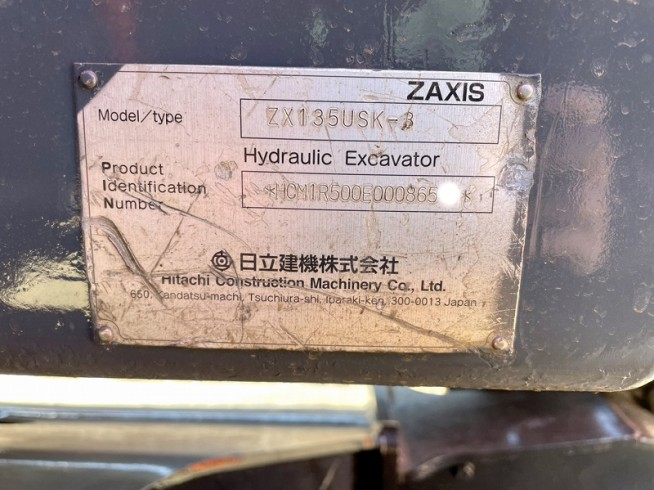 ZAXIS
Model/type ZX135USK-3
Hydraulic Excavator
Product
Identification
Number
*HCM1R500E000865
*
日立建機株式会社
Hitachi Construction Machinery Co., Ltd.
650, Kandatsu-machi, Tsuchiura-shi, Ibaraki-ken, 300-0013 Japan